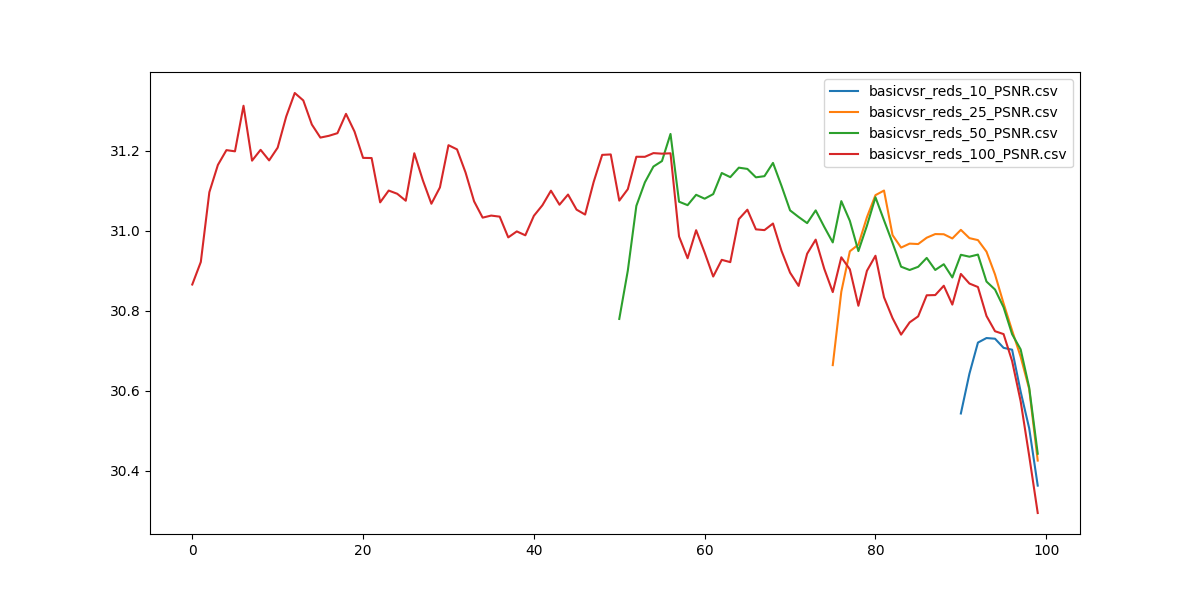 basicvsr_reds_10_PSNR.csv
basicvsr_reds_25_PSNR.csv
basicvsr_reds_50_PSNR.csv
basicvsr_reds_100_PSNR.csv
31.2
31.0
30.8
30.6
30.4
0 20 40 60 80 100